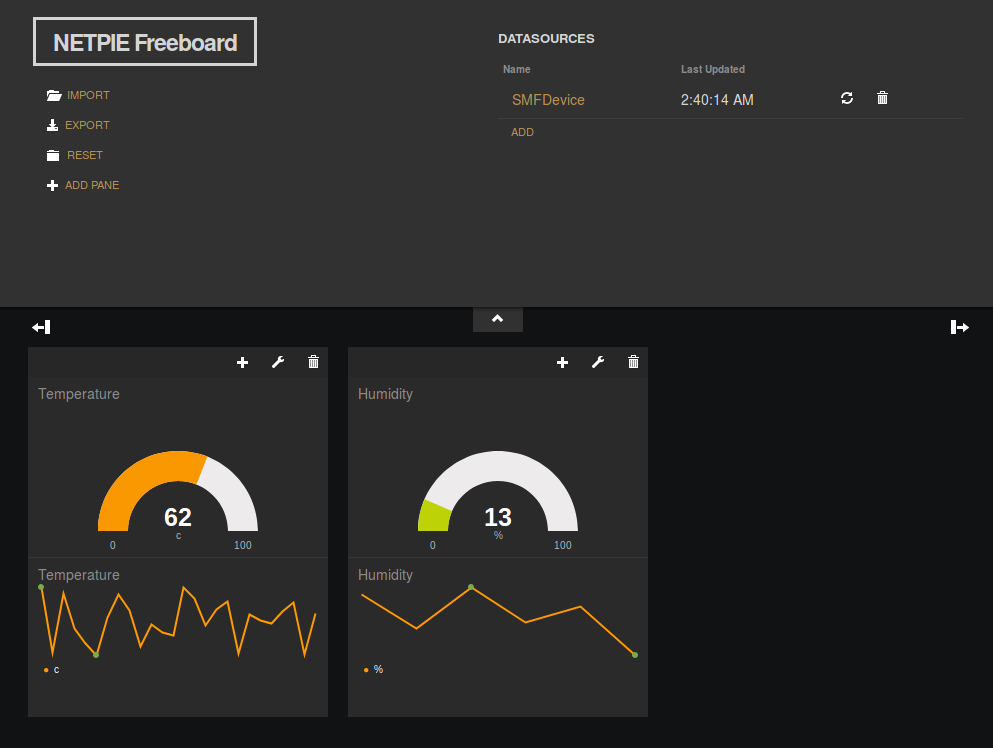 NETPIE Freeboard
IMPORT
EXPORT
RESET
ADD PANE
DATASOURCES
Name Last Updated
SMFDevice 2:40:14 AM
ADD
Temperature
62
c
0 100
Temperature
c
Humidity
13
%
0 100
Humidity
%